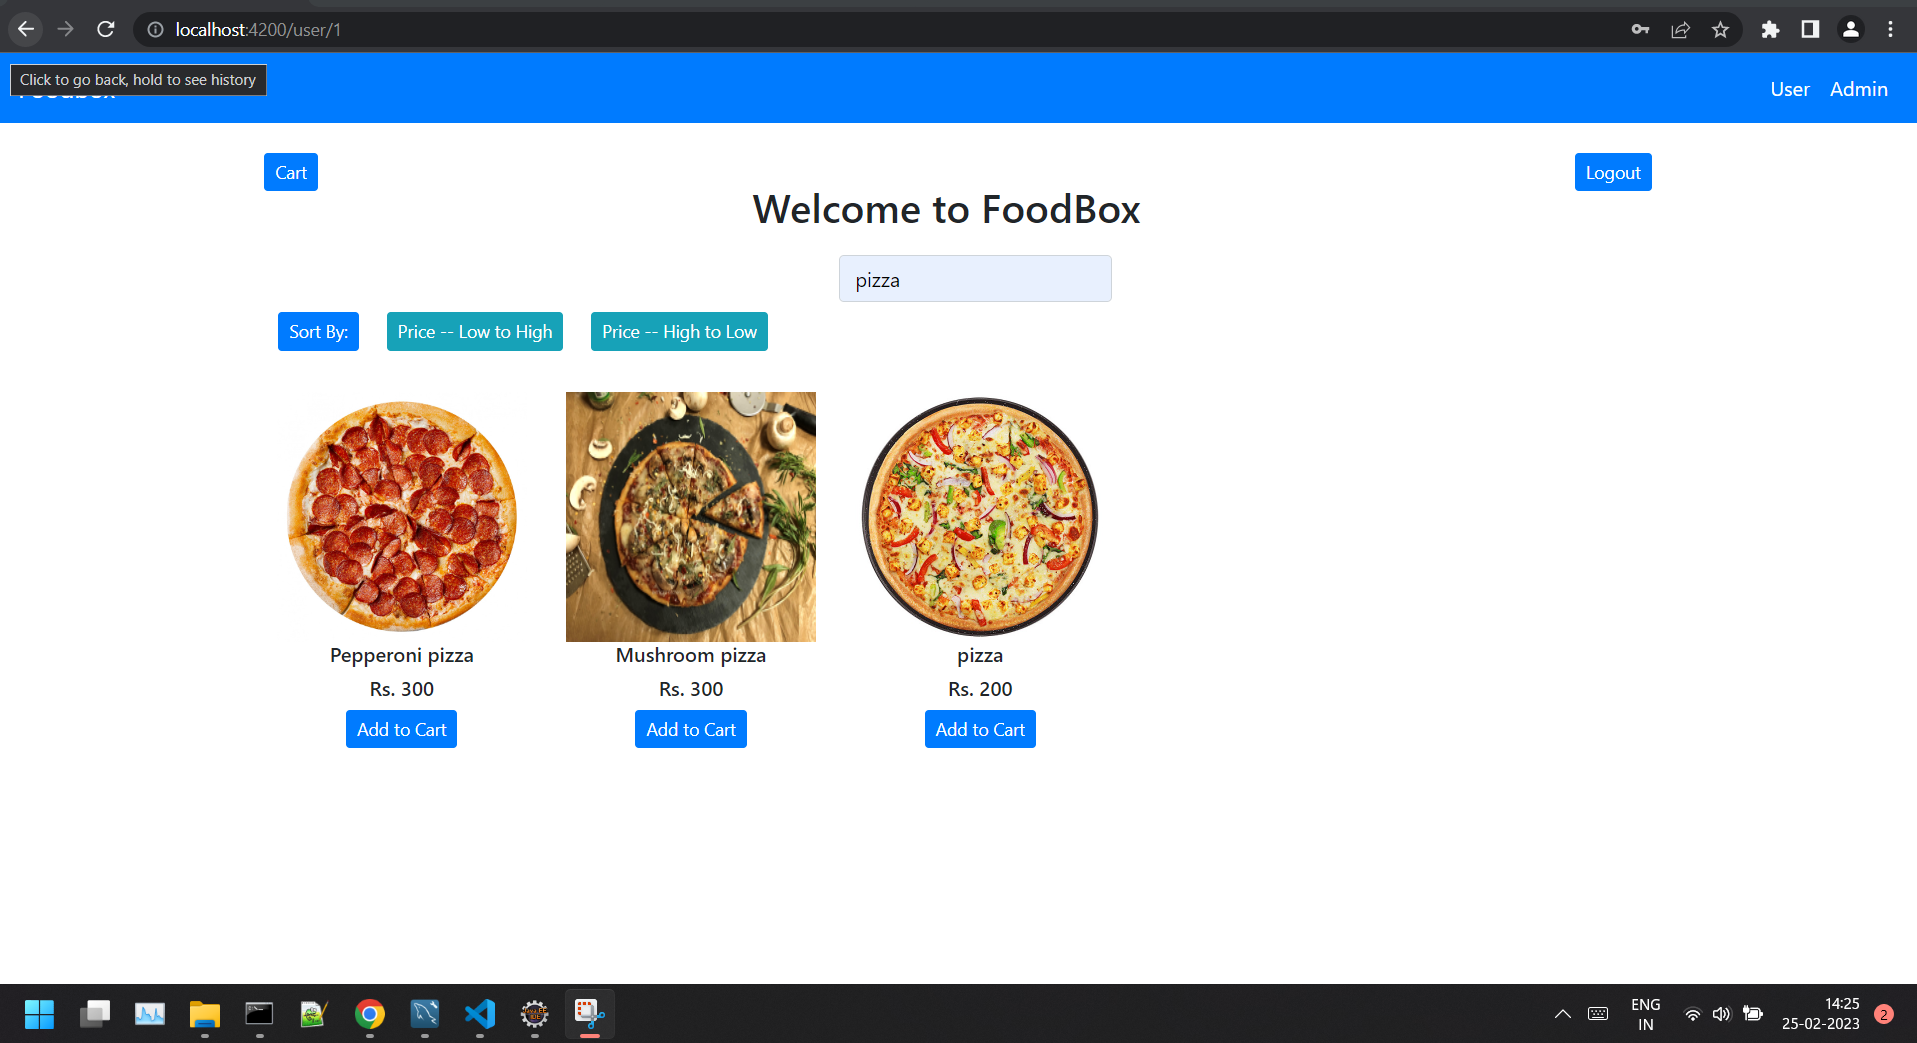 localhost:4200/user/1
Click to go back, hold to see history
User Admin
Cart
Logout
Welcome to FoodBox
pizza
Sort By: Price -- Low to High Price -- High to Low
Pepperoni pizza Mushroom pizza pizza
Rs. 300 Rs. 300 Rs. 200
Add to Cart Add to Cart Add to Cart
ENG 14:25
IN 25-02-2023 2